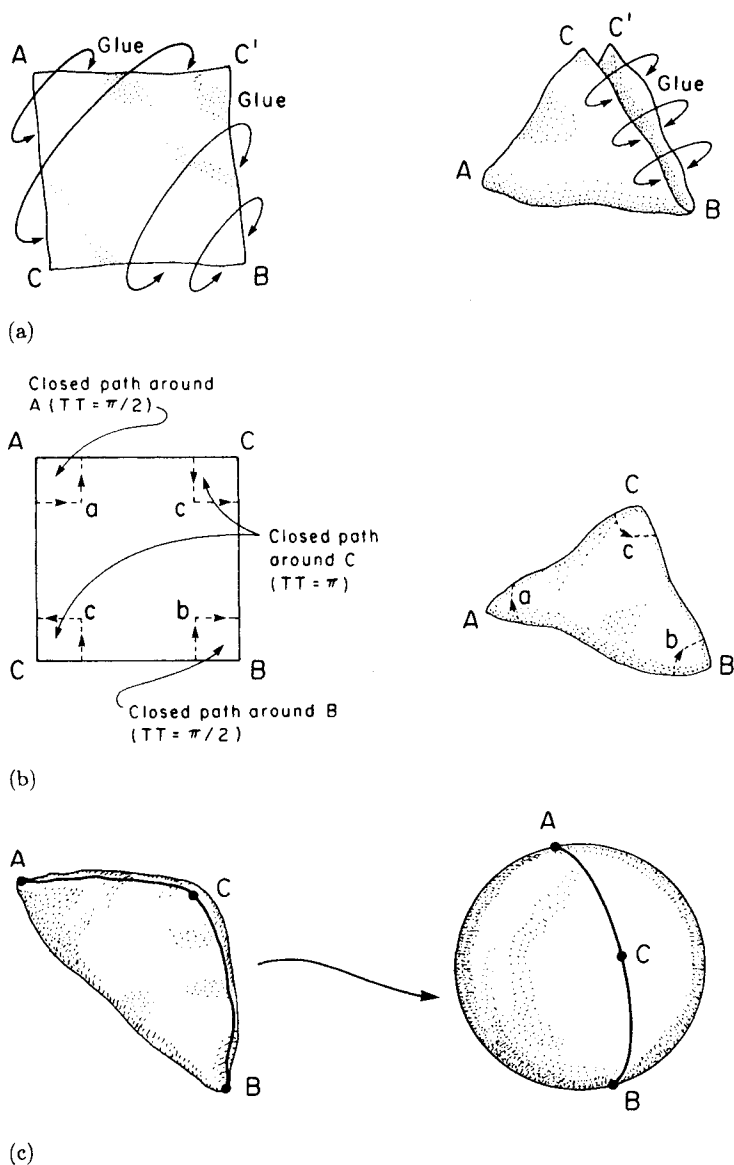 A
Glue
C'
Glue
C
B
C
C'
Glue
A
B
(a)
Closed path around
A (TT = π/2)
A
C
a
c
Closed path
around C
(TT = π)
c
b
C
B
Closed path around B
(TT = π/2)
C
c
a
A
b
B
(b)
A
C
B
A
C
B
(c)